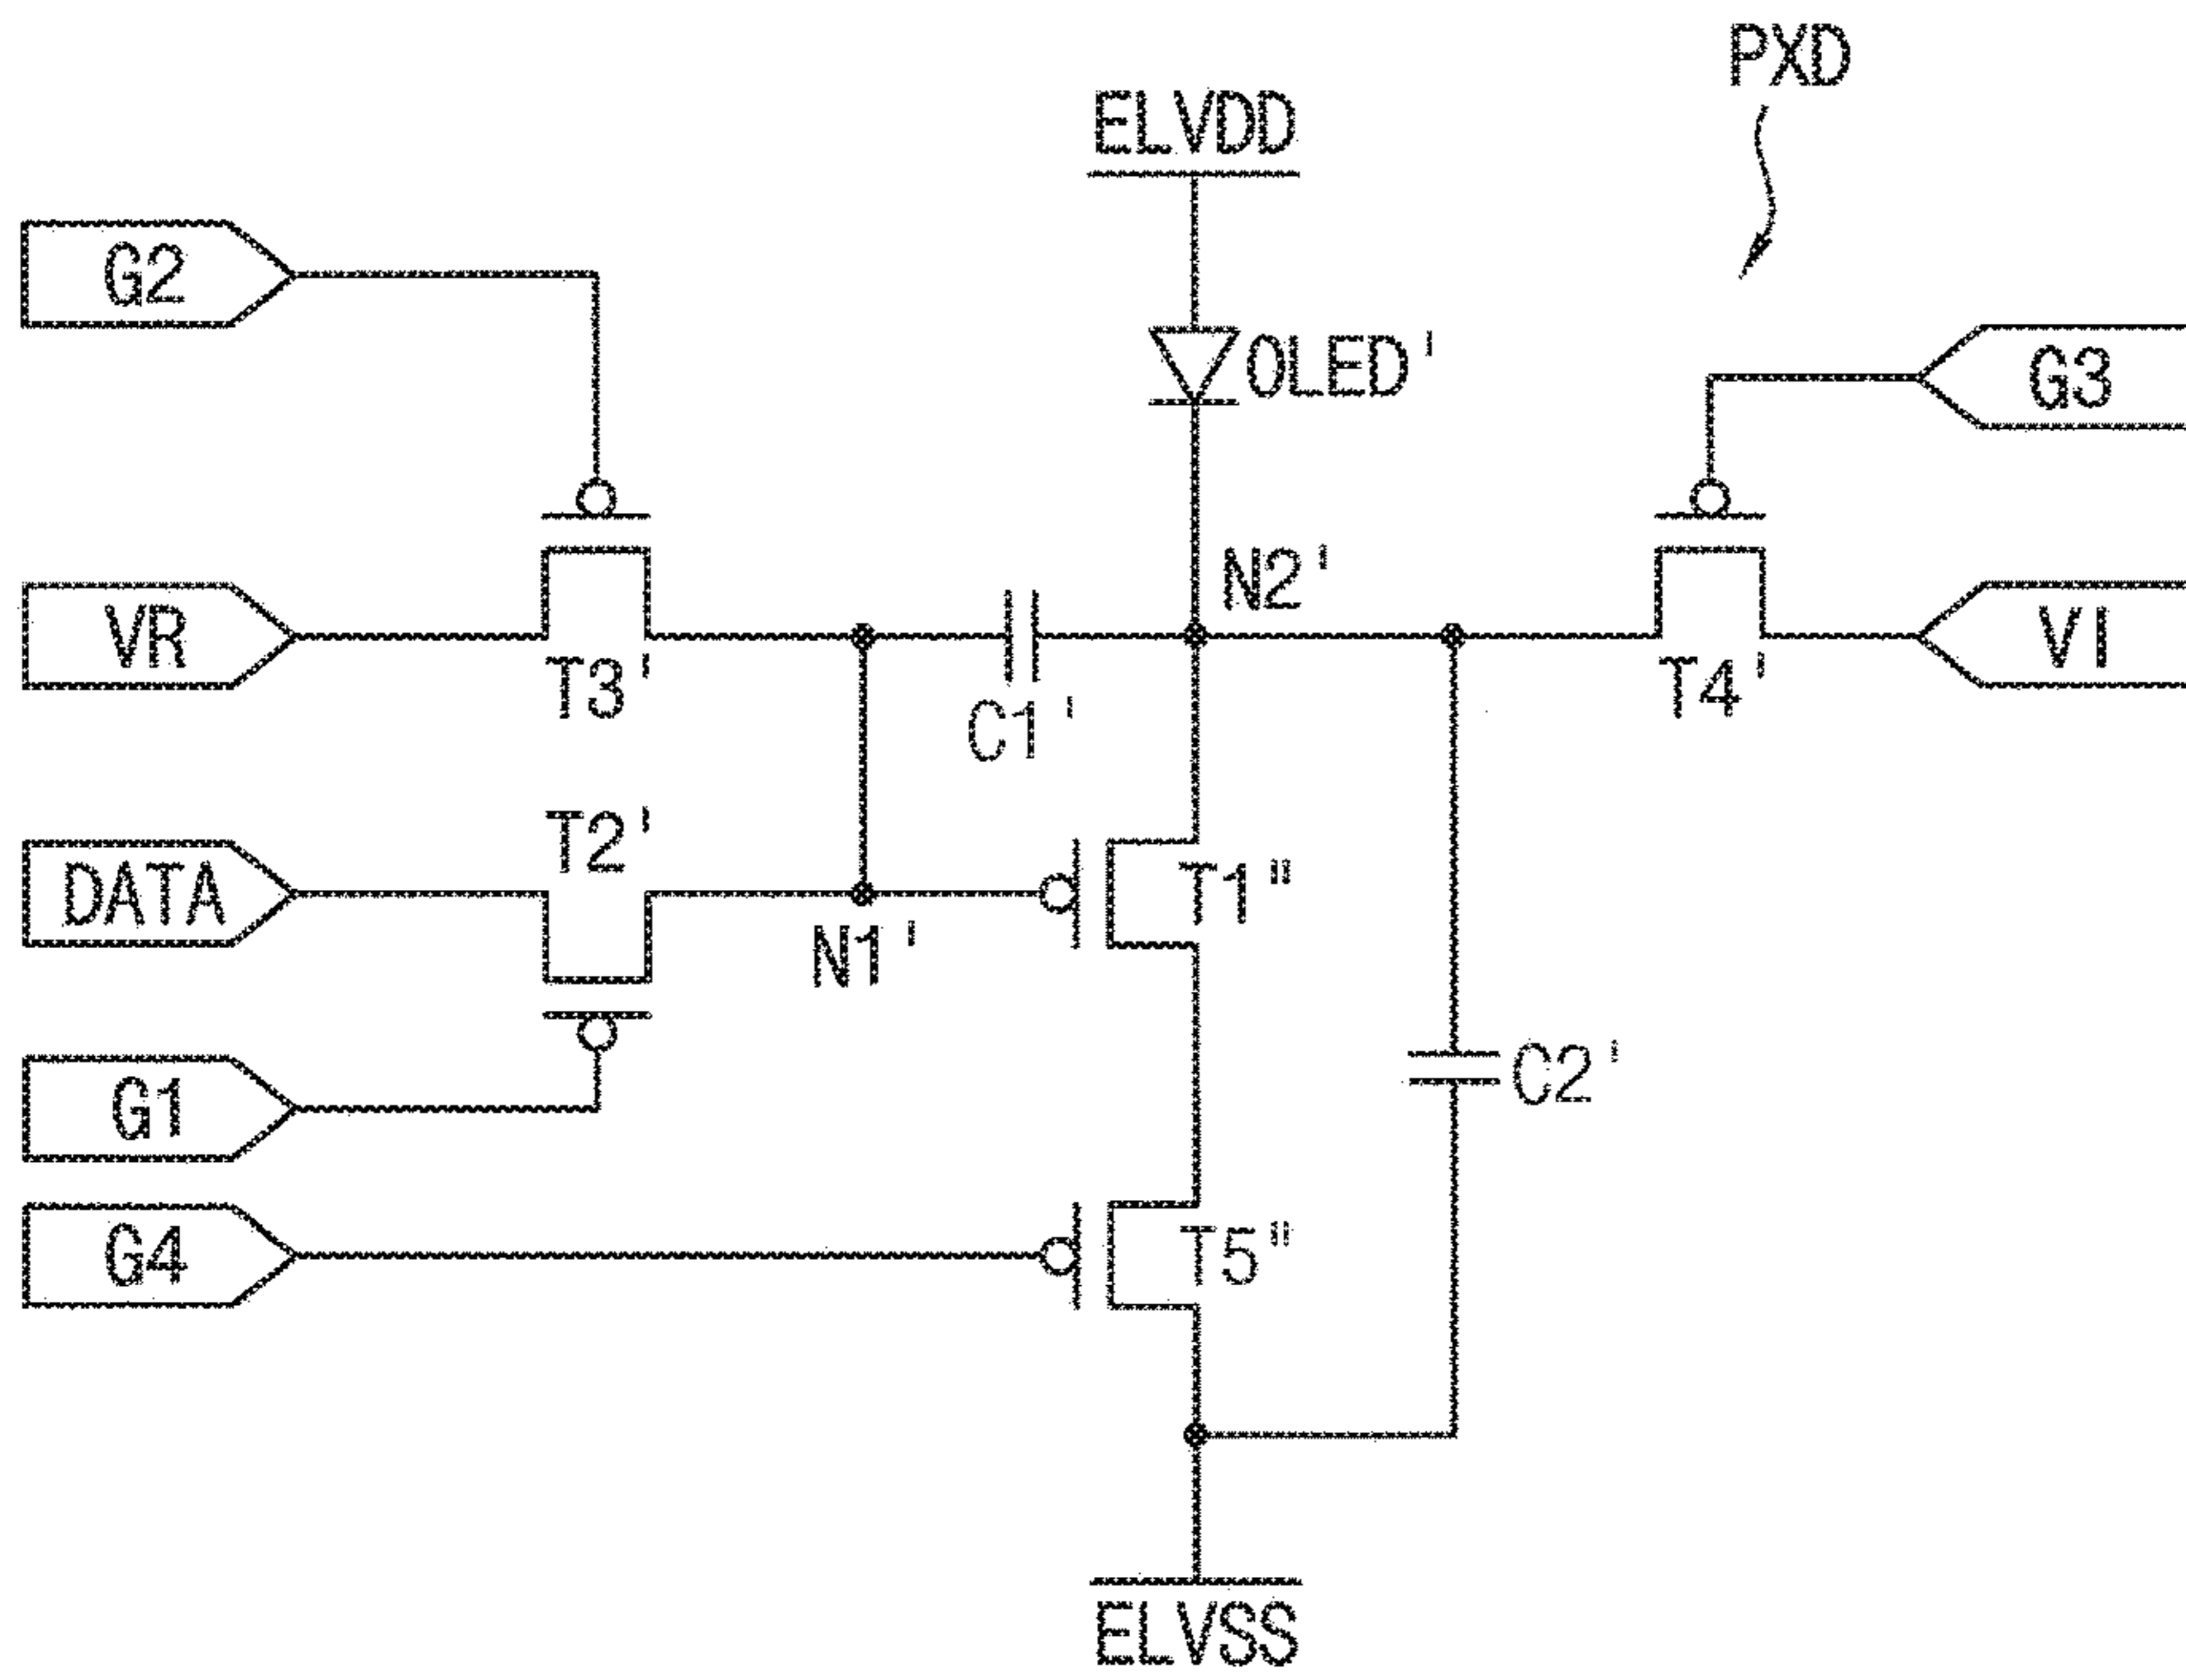 PXD
ELVDD
G2
OLED'
G3
N2'
VR
T3'
VI
T4'
C1'
T2'
DATA
T1"
N1'
C2'
G1
G4
T5"
ELVSS